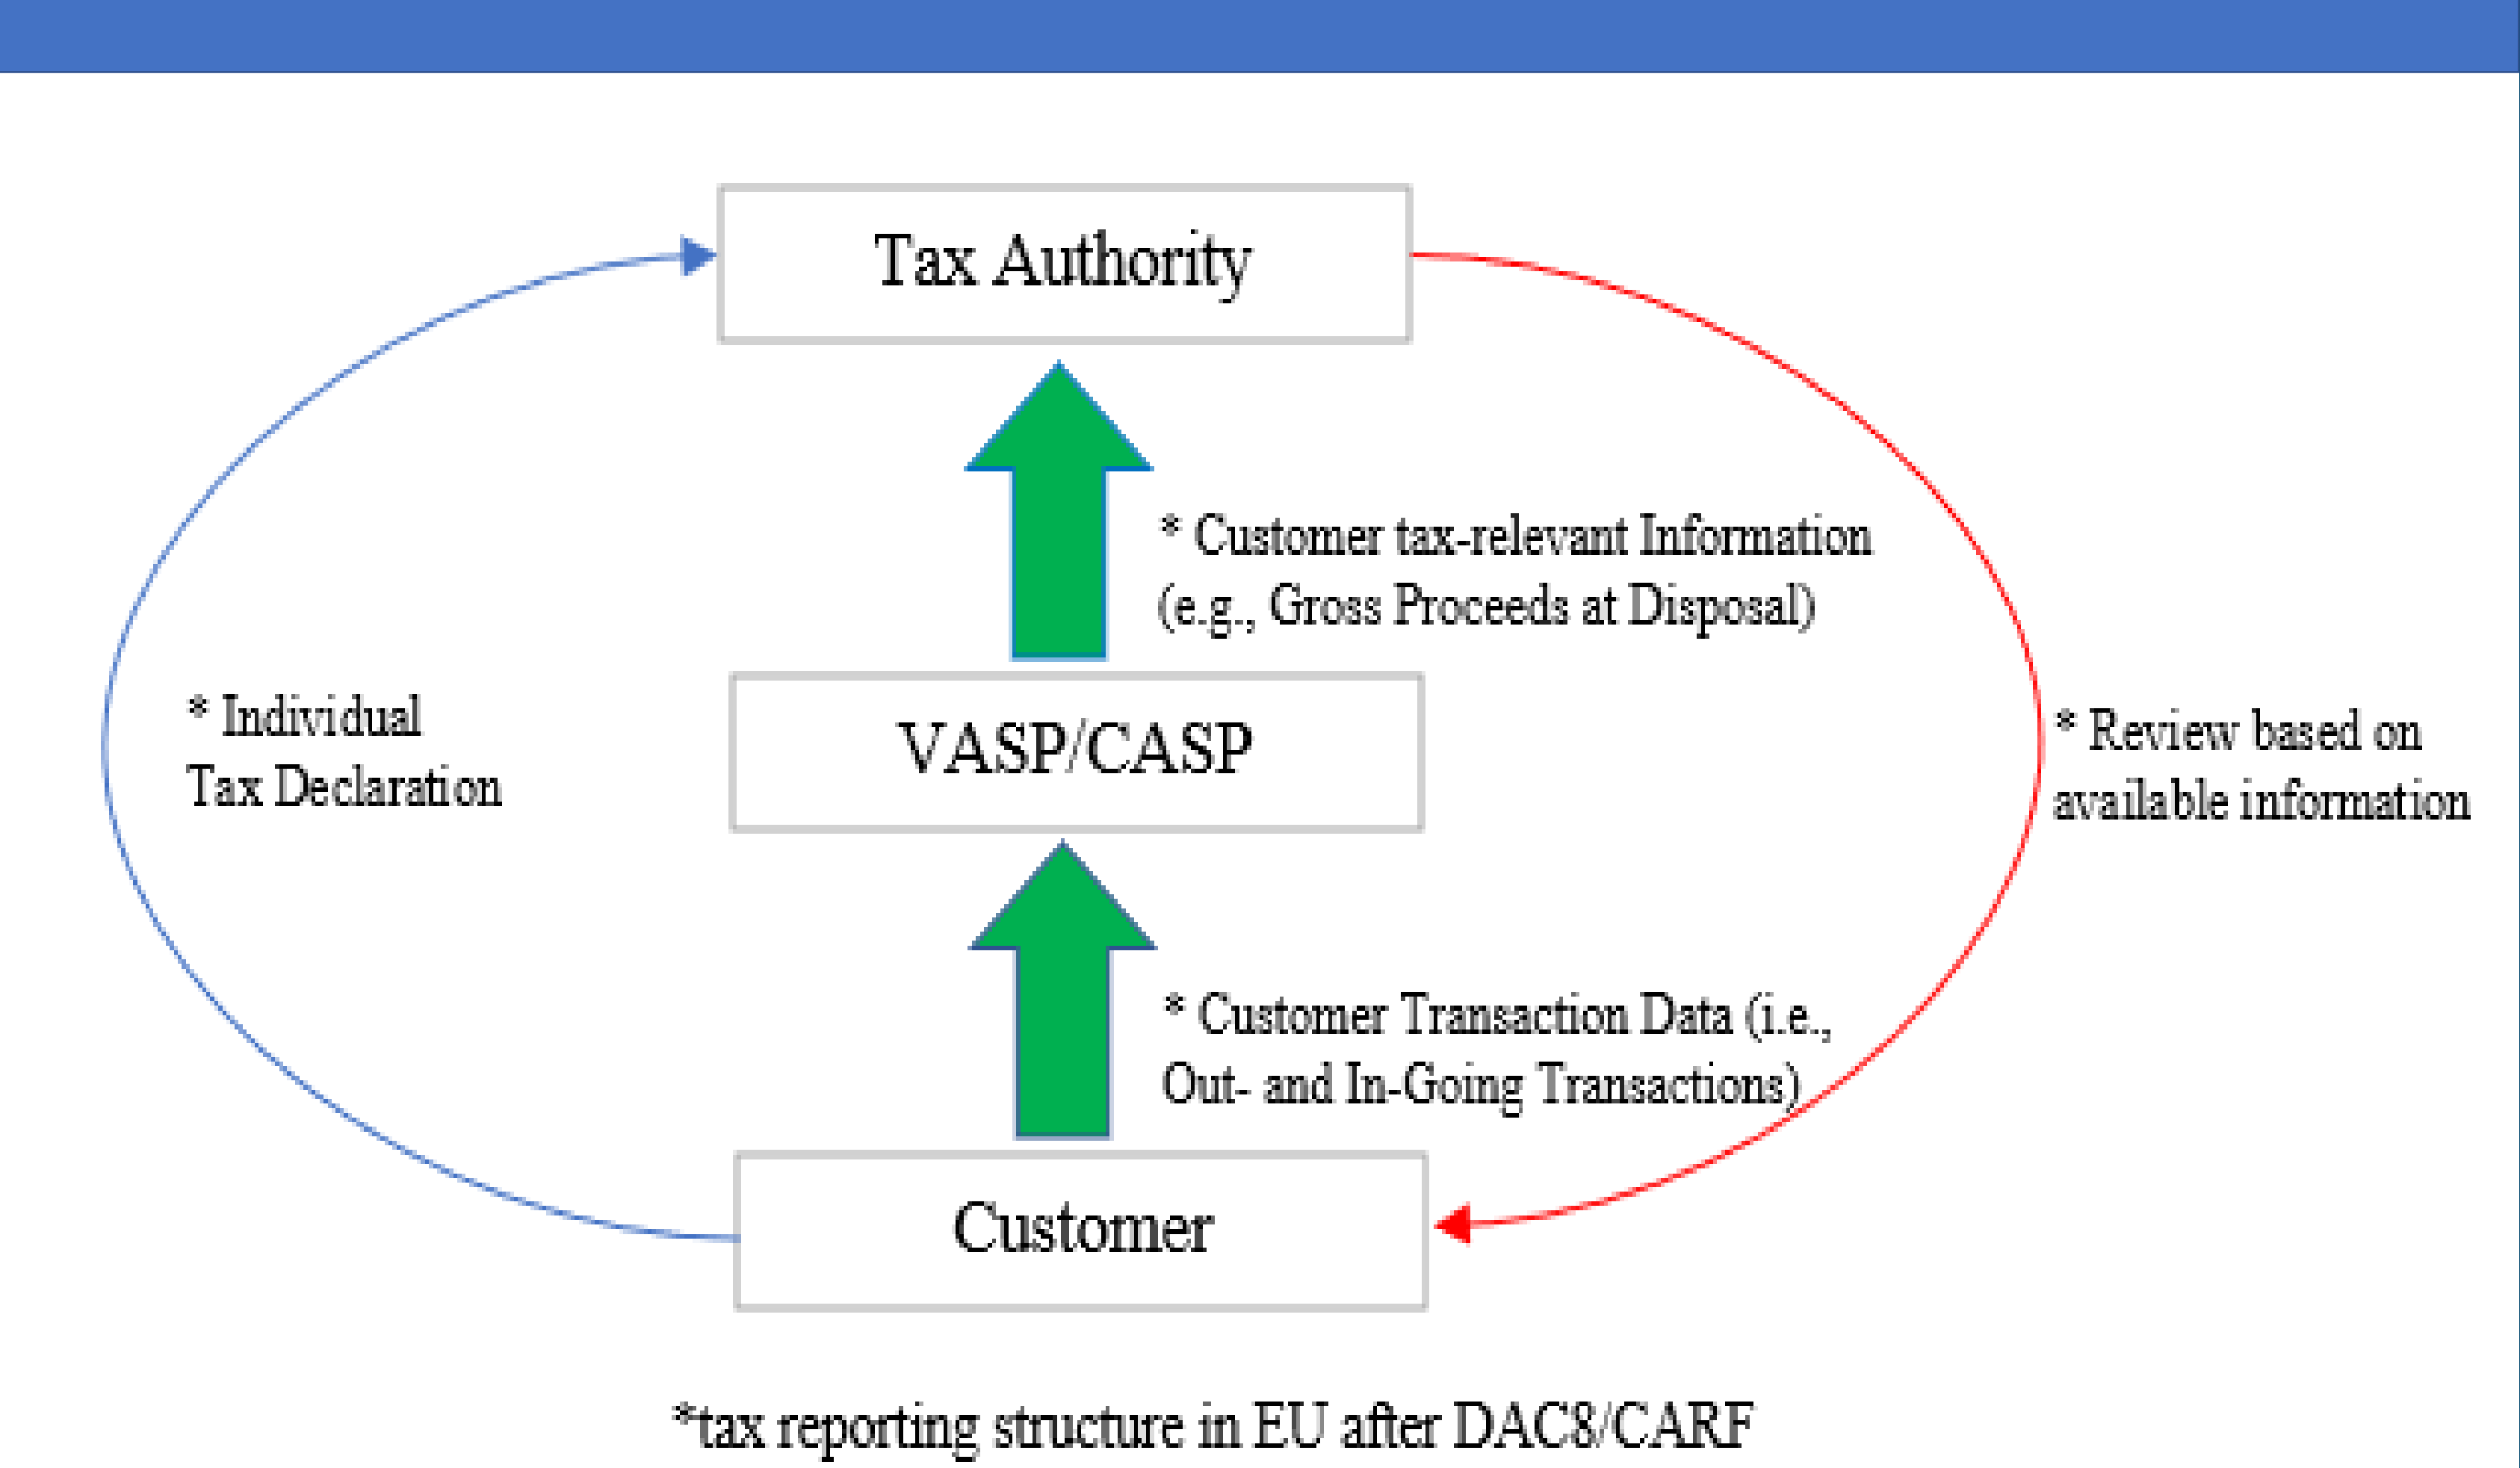 Tax Authority
* Customer tax-relevant Information
(e.g., Gross Proceeds at Disposal)
* Individual
Tax Declaration
VASP/CASP
* Review based on
available information
* Customer Transaction Data (i.e.,
Out- and In-Going Transactions)
Customer
*tax reporting structure in EU after DAC8/CARF